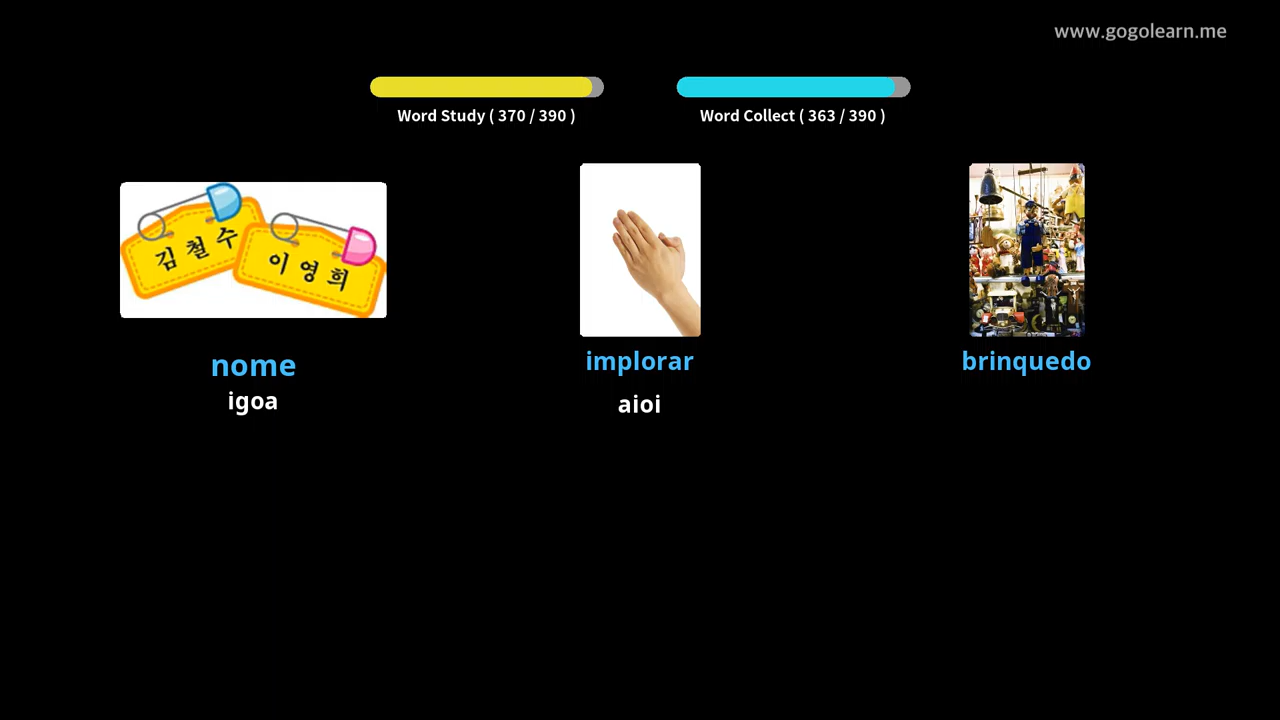 www.gogolearn.me
Word Study ( 370 / 390 )
Word Collect ( 363 / 390 )
김철수
이영희
nome
implorar
brinquedo
igoa
aioi